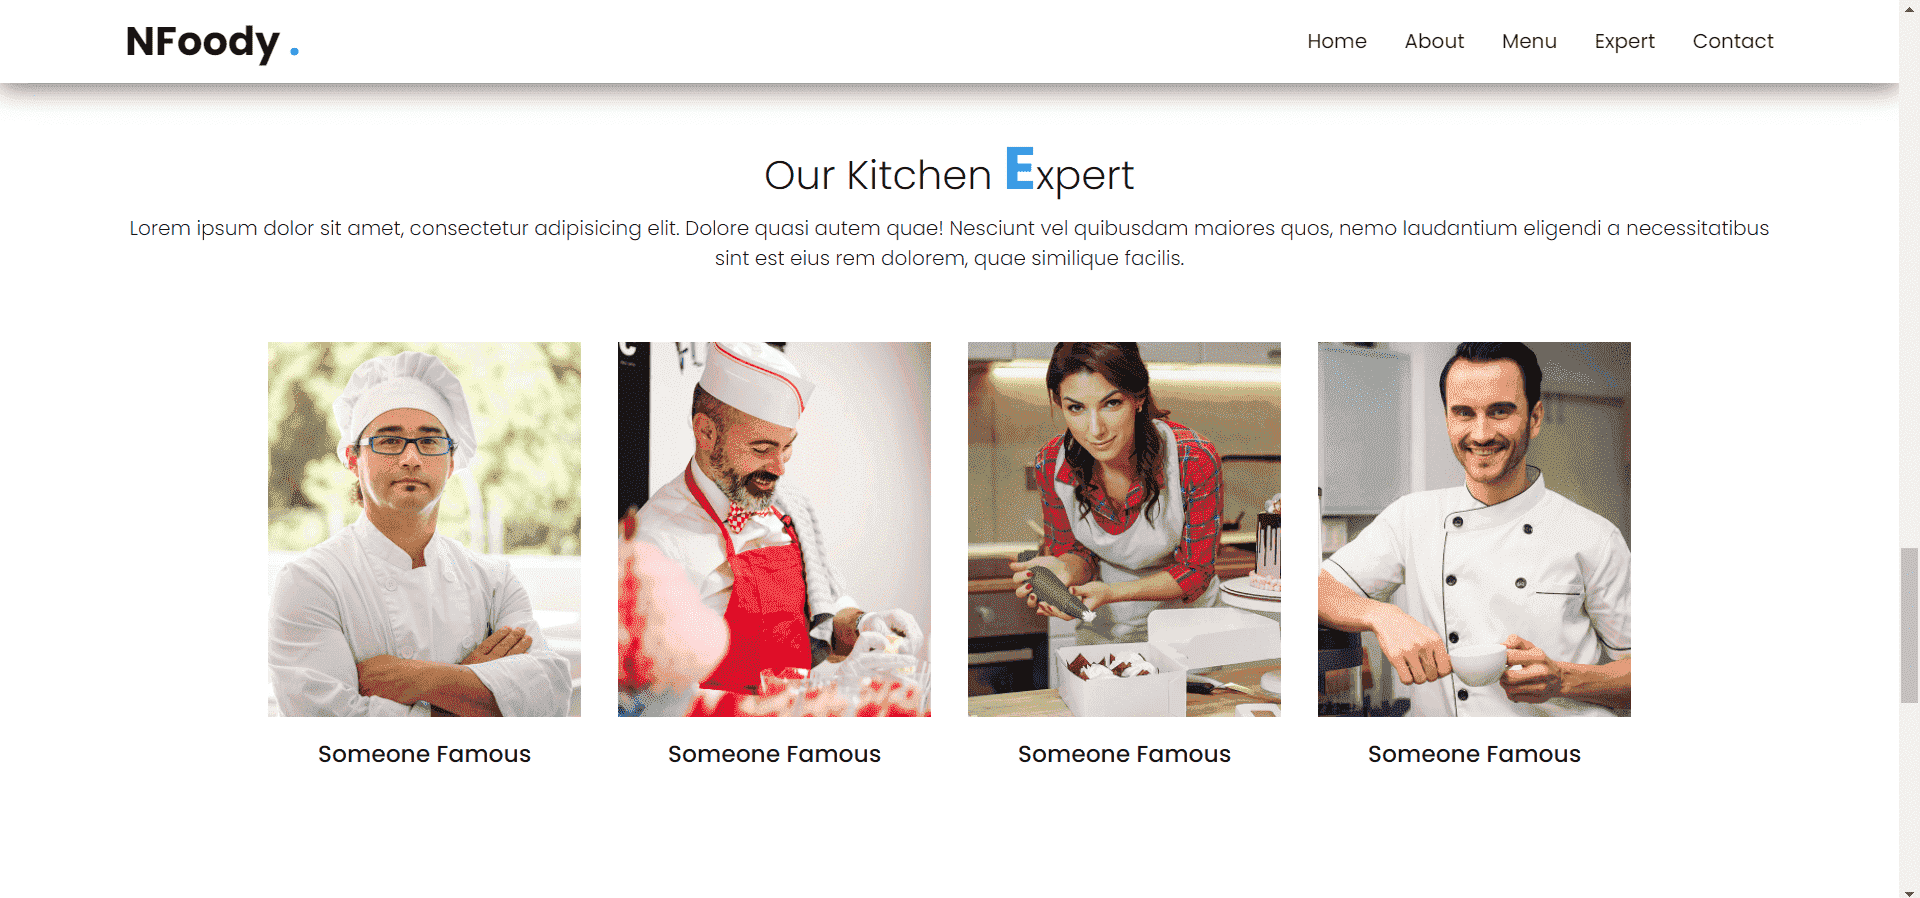 NFoody .
Home About Menu Expert Contact
Our Kitchen Expert
Lorem ipsum dolor sit amet, consectetur adipisicing elit. Dolore quasi autem quae! Nesciunt vel quibusdam maiores quos, nemo laudantium eligendi a necessitatibus
sint est eius rem dolorem, quae similique facilis.
Someone Famous
Someone Famous
Someone Famous
Someone Famous